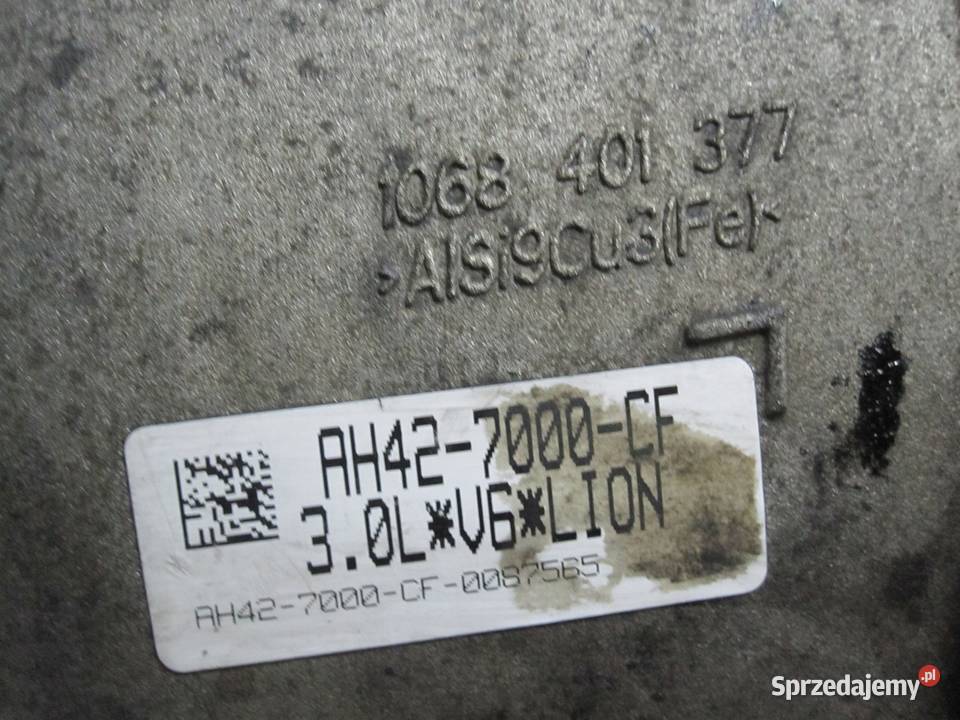 1068 401 377
>AlSi9Cu3(Fe)<
AH42-7000-CF
3.0L*V6*LION
AH42-7000-CF-0087565
Sprzedajemy.pl